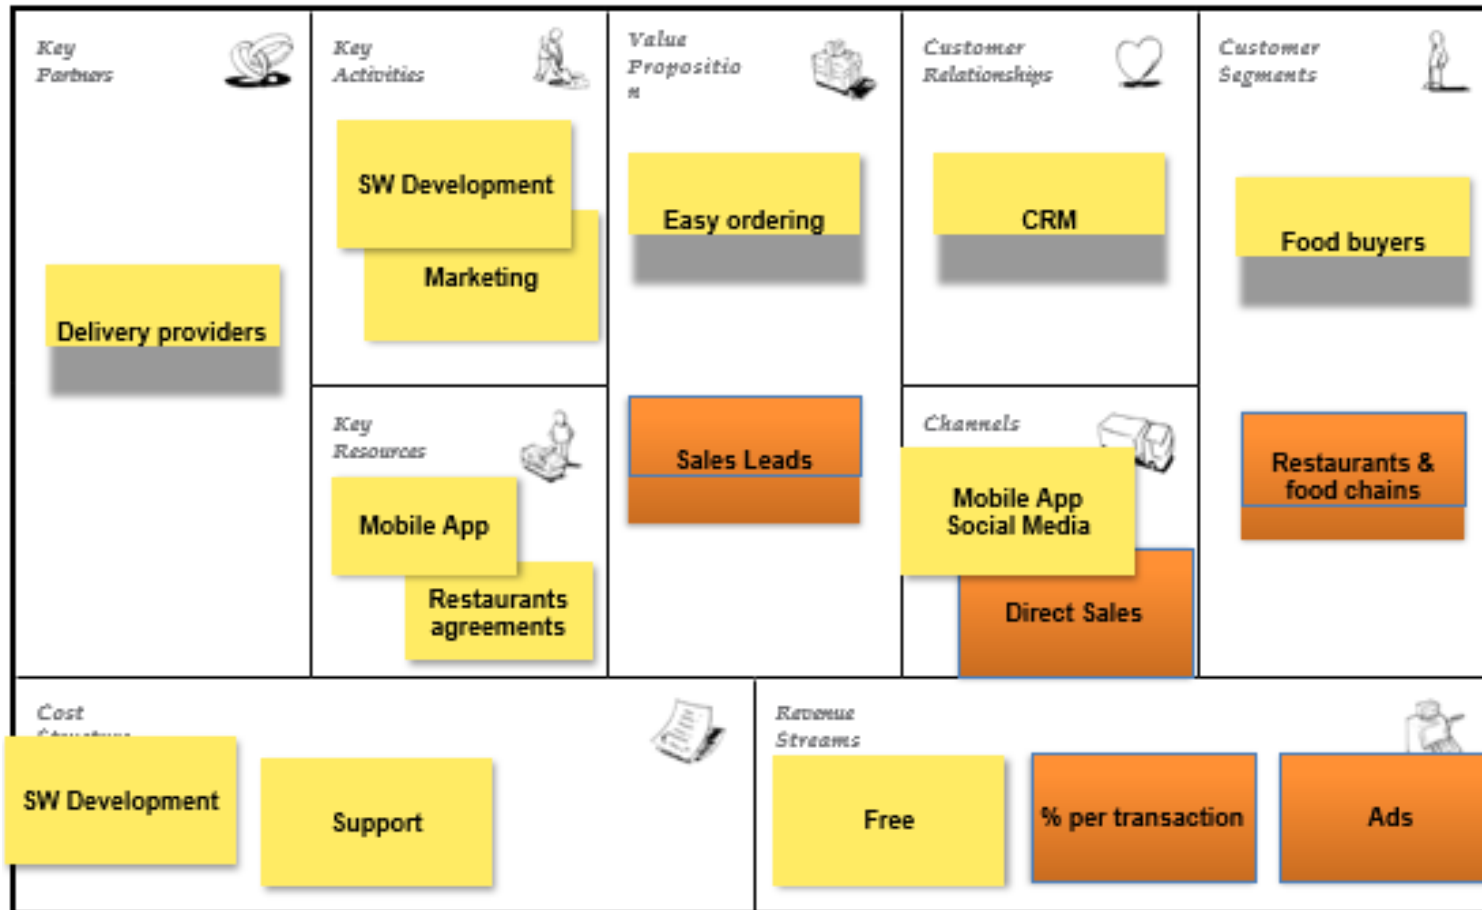 Key
Partners
Delivery providers
Key
Activities
SW Development
Marketing
Key
Resources
Mobile App
Restaurants
agreements
Value
Propositio
n
Easy ordering
Sales Leads
Customer
Relationships
CRM
Channels
Mobile App
Social Media
Direct Sales
Customer
Segments
Food buyers
Restaurants &
food chains
Cost
Structure
SW Development
Support
Revenue
Streams
Free
% per transaction
Ads